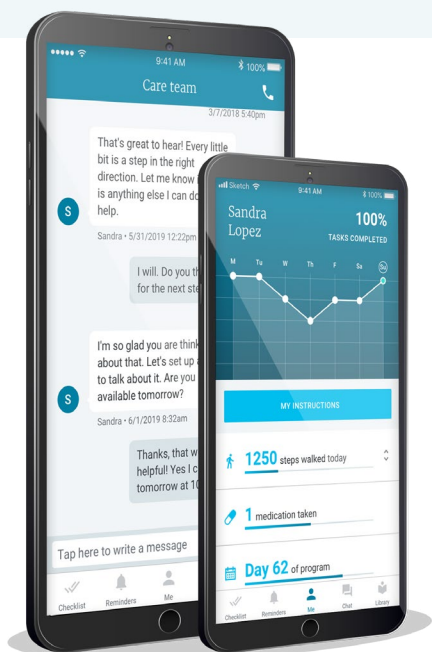 9:41 AM
100%
Care team
3/7/2018 5:40pm
That's great to hear! Every little
bit is a step in the right
direction. Let me know
is anything else I can do
help.
S
Sandra • 5/31/2019 12:22pm
I will. Do you
for the next
I'm so glad you are
about that. Let's set up
to talk about it. Are you
available tomorrow?
S
Sandra • 6/1/2019 8:32am
Thanks, that
helpful! Yes I
tomorrow at
Tap here to write a message
Checklist
Reminders
Me
Sketch
9:41 AM
100%
Sandra
Lopez
100%
TASKS COMPLETED
M Tu W Th F Sa Su
MY INSTRUCTIONS
1250 steps walked today
1 medication taken
Day 62 of program
Checklist
Reminders
Me
Chat
Library